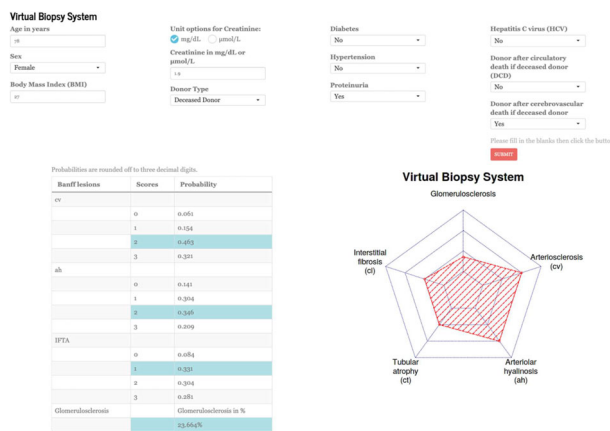 Virtual Biopsy System
Age in years
78
Sex
Female
Body Mass Index (BMI)
27
Unit options for Creatinine:
mg/dL
μmol/L
Creatinine in mg/dL or
μmol/L
1.9
Donor Type
Deceased Donor
Diabetes
No
Hypertension
No
Proteinuria
Yes
Hepatitis C virus (HCV)
No
Donor after circulatory
death if deceased donor
(DCD)
No
Donor after cerebrovascular
death if deceased donor
Yes
Please fill in the blanks then click the butto
SUBMIT
Probabilities are rounded off to three decimal digits.
Banff lesions Scores Probability
cv
0 0.061
1 0.154
2 0.463
3 0.321
ah
0 0.141
1 0.304
2 0.346
3 0.209
IFTA
0 0.084
1 0.331
2 0.304
3 0.281
Glomerulosclerosis Glomerulosclerosis in %
23.664%
Virtual Biopsy System
Glomerulosclerosis
Interstitial
fibrosis
(ci)
Arteriosclerosis
(cv)
Tubular
atrophy
(ct)
Arteriolar
hyalinosis
(ah)